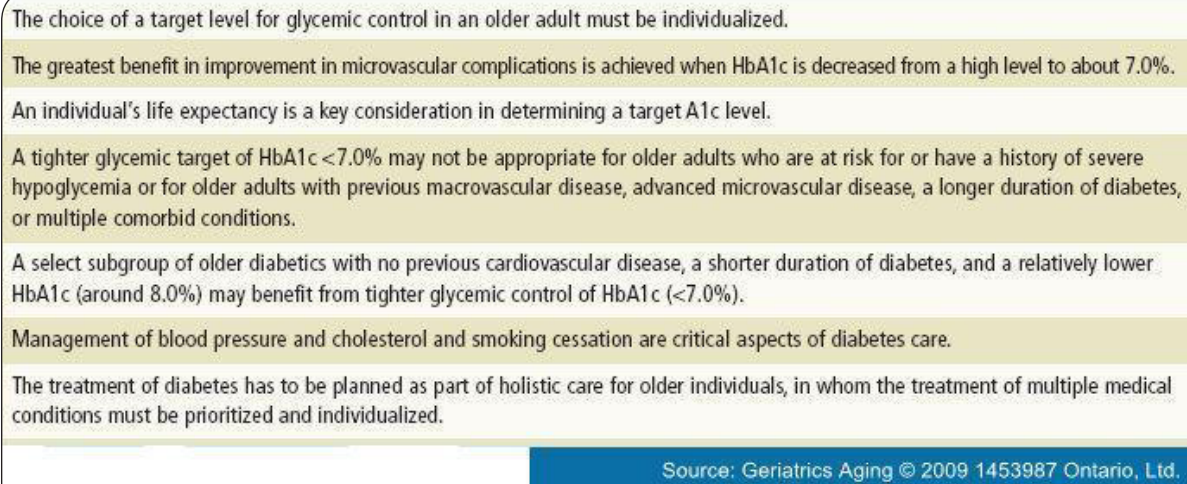 The choice of a target level for glycemic control in an older adult must be individualized.
The greatest benefit in improvement in microvascular complications is achieved when HbA1c is decreased from a high level to about 7.0%.
An individual's life expectancy is a key consideration in determining a target A1c level.
A tighter glycemic target of HbA1c <7.0% may not be appropriate for older adults who are at risk for or have a history of severe
hypoglycemia or for older adults with previous macrovascular disease, advanced microvascular disease, a longer duration of diabetes,
or multiple comorbid conditions.
A select subgroup of older diabetics with no previous cardiovascular disease, a shorter duration of diabetes, and a relatively lower
HbA1c (around 8.0%) may benefit from tighter glycemic control of HbA1c (<7.0%).
Management of blood pressure and cholesterol and smoking cessation are critical aspects of diabetes care.
The treatment of diabetes has to be planned as part of holistic care for older individuals, in whom the treatment of multiple medical
conditions must be prioritized and individualized.
Source: Geriatrics Aging © 2009 1453987 Ontario, Ltd.